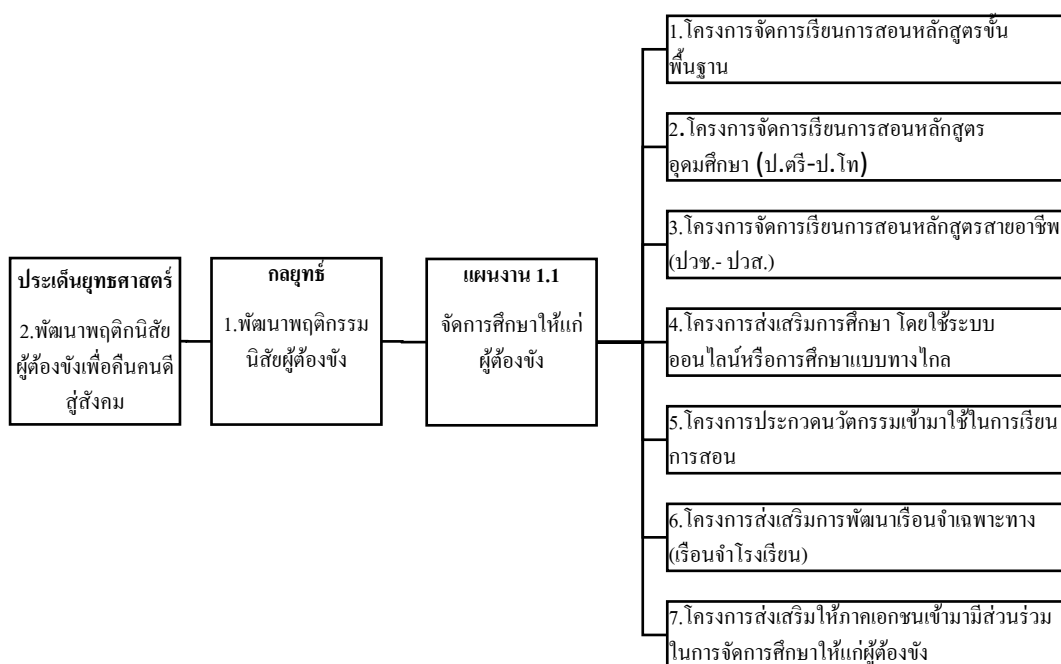 ประเด็นยุทธศาสตร์
2.พัฒนาพฤติกนิสัย
ผู้ต้องขังเพื่อคืนคนดี
สู่สังคม
กลยุทธ์
1.พัฒนาพฤติกรรม
นิสัยผู้ต้องขัง
แผนงาน 1.1
จัดการศึกษาให้แก่
ผู้ต้องขัง
1.โครงการจัดการเรียนการสอนหลักสูตรขั้น
พื้นฐาน
2.โครงการจัดการเรียนการสอนหลักสูตร
อุดมศึกษา (ป.ตรี-ป.โท)
3.โครงการจัดการเรียนการสอนหลักสูตรสายอาชีพ
(ปวช.- ปวส.)
4.โครงการส่งเสริมการศึกษา โดยใช้ระบบ
ออนไลน์หรือการศึกษาแบบทางไกล
5.โครงการประกวดนวัตกรรมเข้ามาใช้ในการเรียน
การสอน
6.โครงการส่งเสริมการพัฒนาเรือนจำเฉพาะทาง
(เรือนจำโรงเรียน)
7.โครงการส่งเสริมให้ภาคเอกชนเข้ามามีส่วนร่วม
ในการจัดการศึกษาให้แก่ผู้ต้องขัง